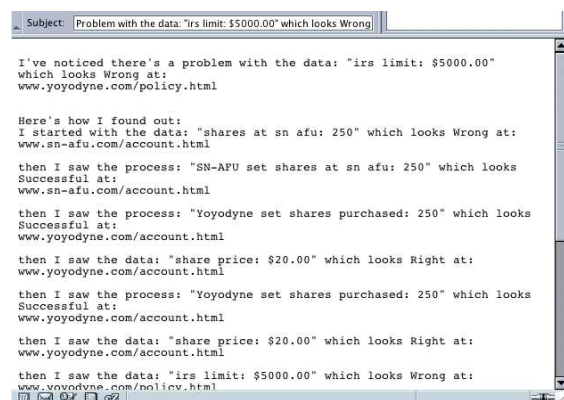 Subject: Problem with the data: "irs limit: $5000.00" which looks Wrong
I've noticed there's a problem with the data: "irs limit: $5000.00"
which looks Wrong at:
www.yoyodyne.com/policy.html
Here's how I found out:
I started with the data: "shares at sn afu: 250" which looks Wrong at:
www.sn-afu.com/account.html
then I saw the process: "SN-AFU set shares at sn afu: 250" which looks
Successful at:
www.sn-afu.com/account.html
then I saw the process: "Yoyodyne set shares purchased: 250" which looks
Successful at:
www.yoyodyne.com/account.html
then I saw the data: "share price: $20.00" which looks Right at:
www.yoyodyne.com/account.html
then I saw the process: "Yoyodyne set shares purchased: 250" which looks
Successful at:
www.yoyodyne.com/account.html
then I saw the data: "share price: $20.00" which looks Right at:
www.yoyodyne.com/account.html
then I saw the data: "irs limit: $5000.00" which looks Wrong at:
www.yoyodyne.com/policy.html